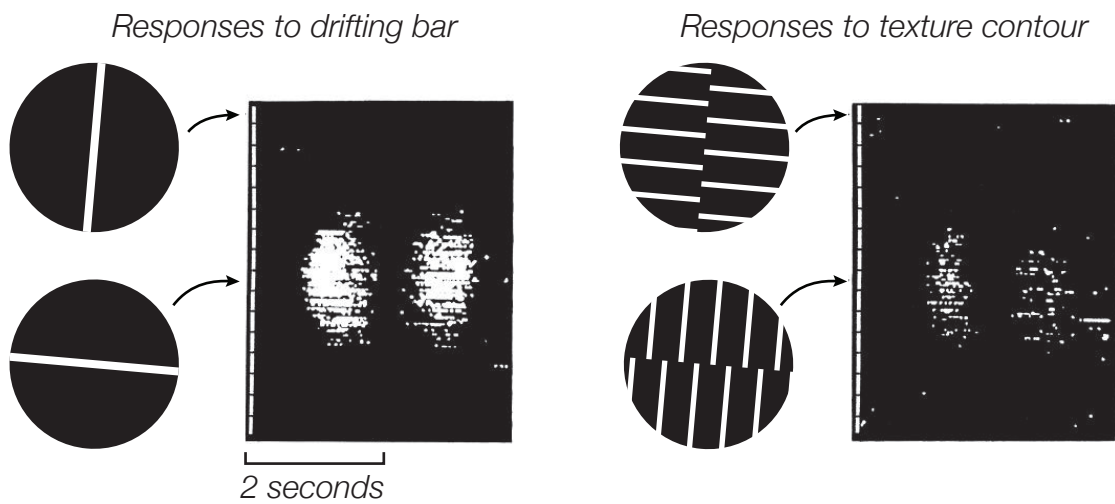 Responses to drifting bar
Responses to texture contour
2 seconds